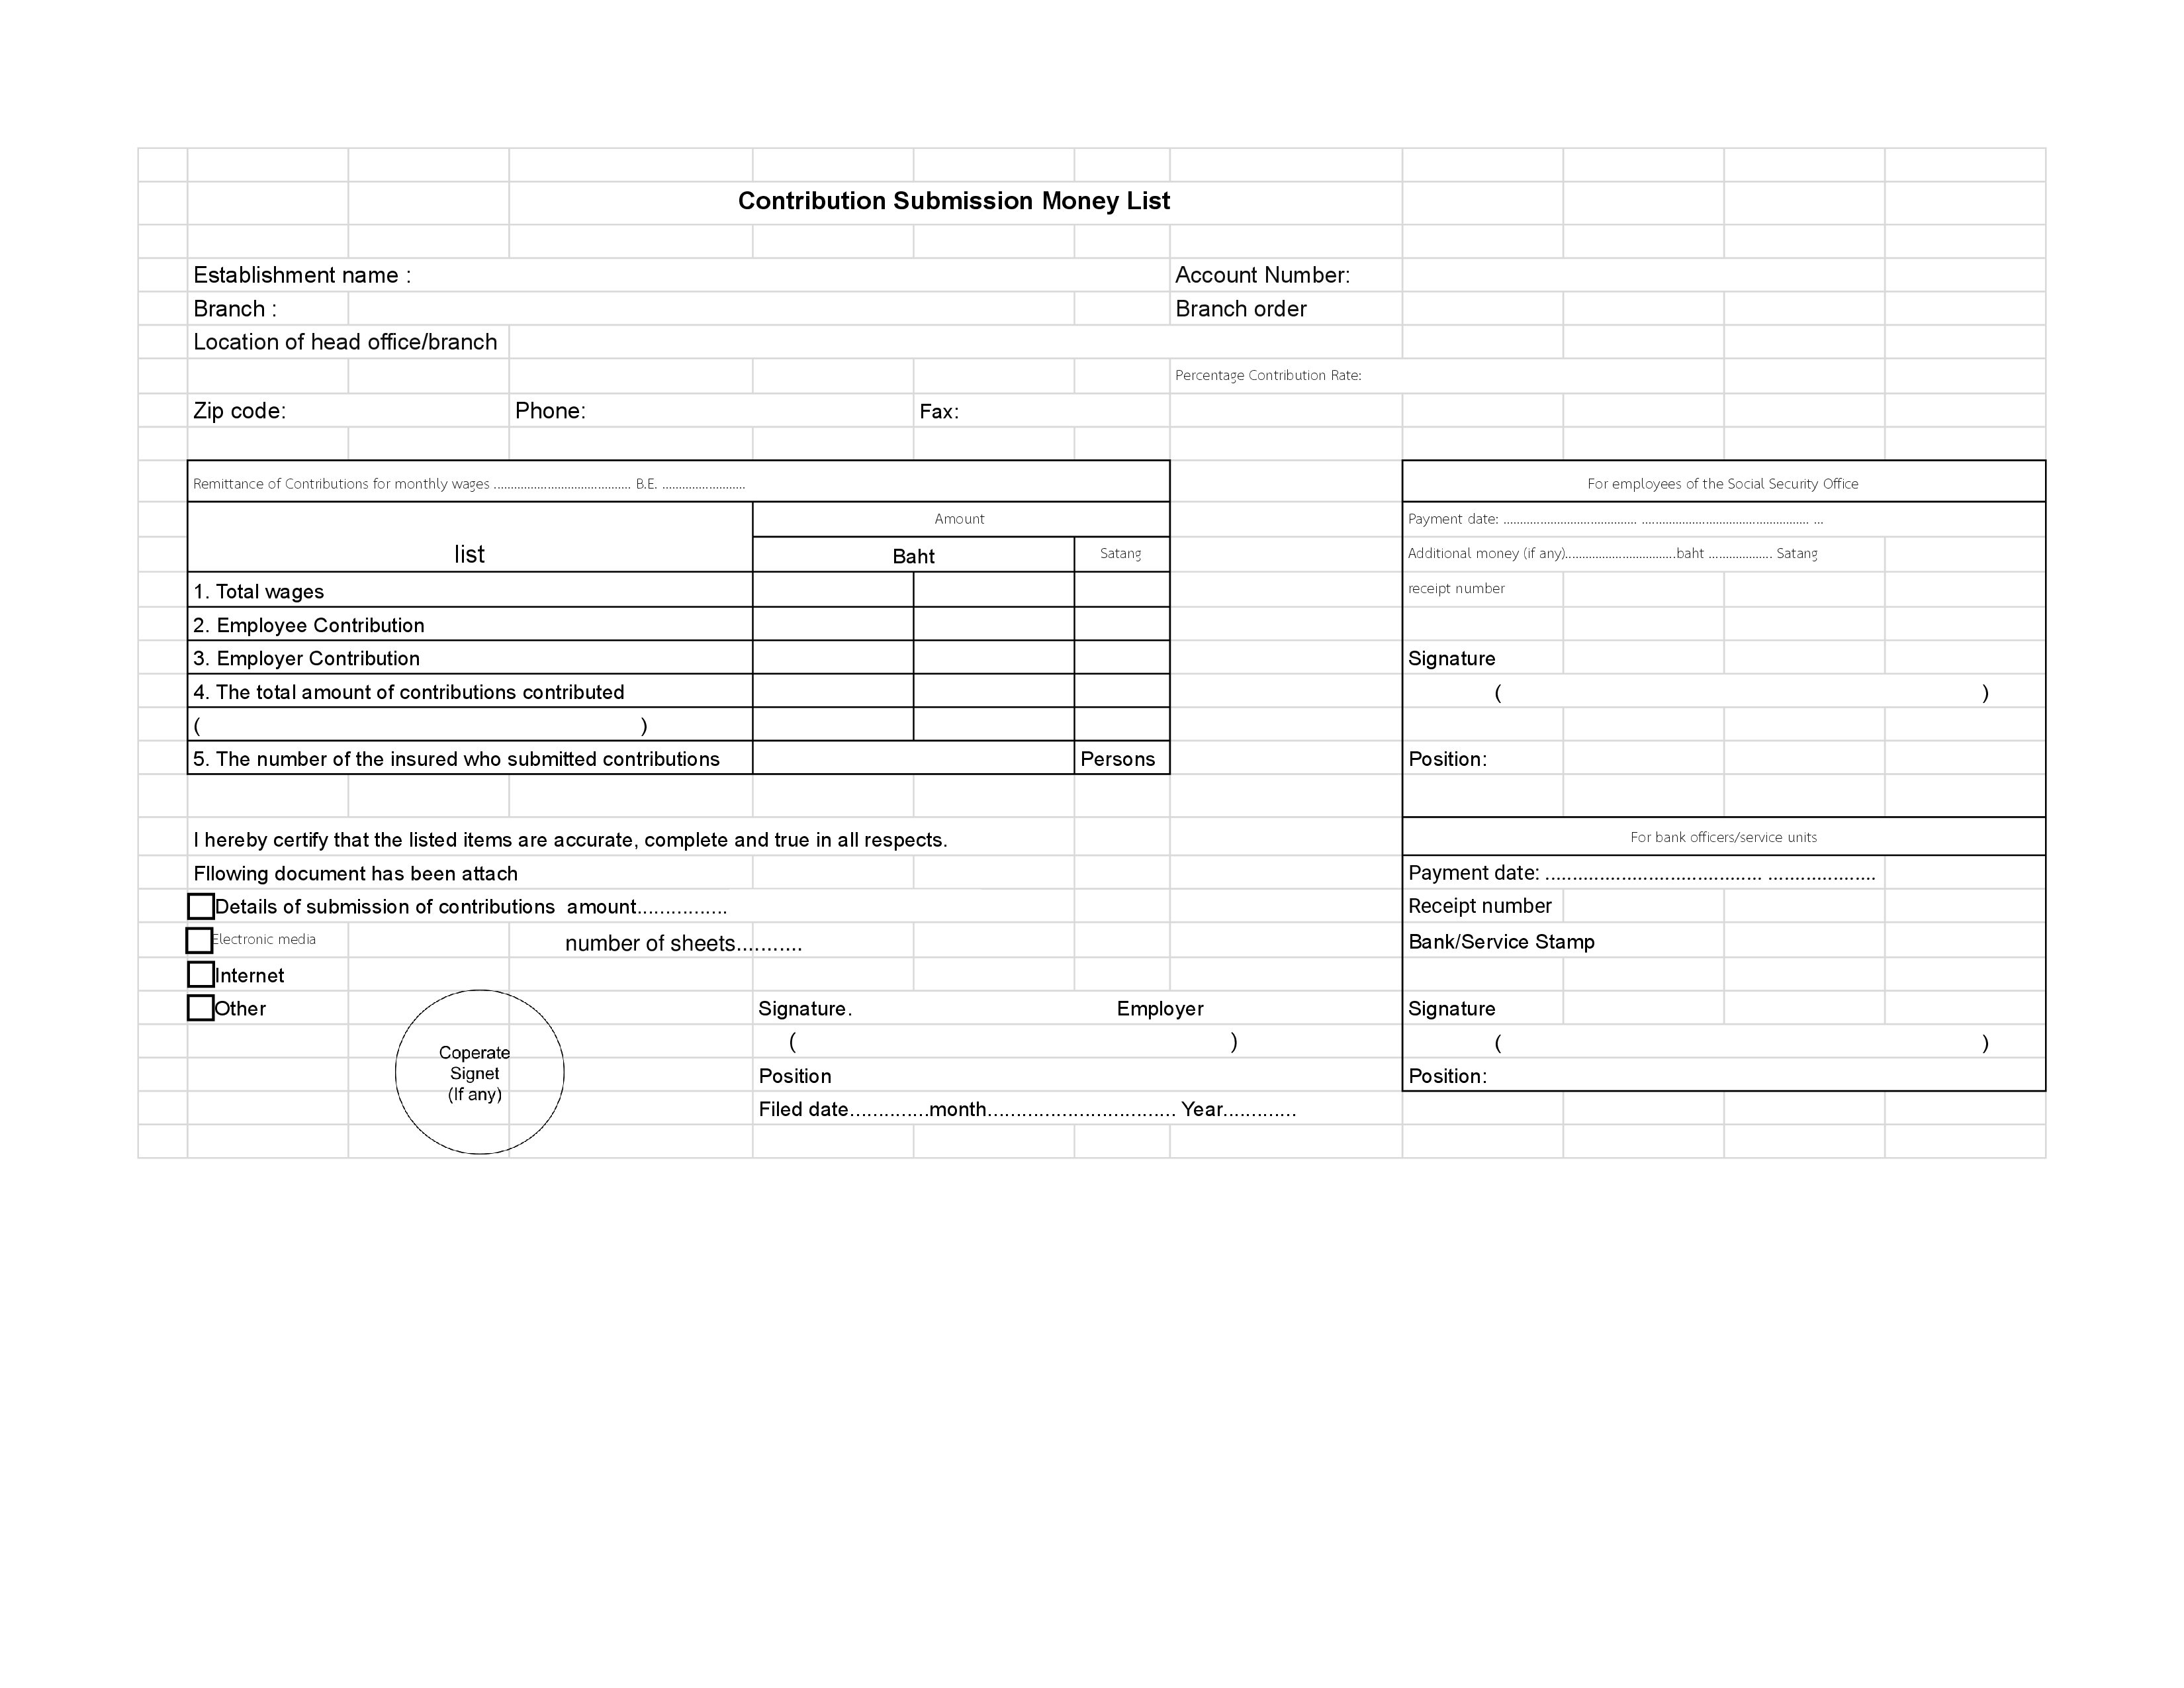 Contribution Submission Money List
Establishment name :
Account Number:
Branch :
Branch order
Location of head office/branch
Percentage Contribution Rate:
Zip code:
Phone:
Fax:
Remittance of Contributions for monthly wages ......................................... B.E. .........................
list
Amount
Baht
Satang
1. Total wages
2. Employee Contribution
3. Employer Contribution
4. The total amount of contributions contributed
( )
5. The number of the insured who submitted contributions
Persons
For employees of the Social Security Office
Payment date: ........................................ .................................................. ...
Additional money (if any).................................baht ................... Satang
receipt number
Signature
( )
Position:
I hereby certify that the listed items are accurate, complete and true in all respects.
Fllowing document has been attach
Details of submission of contributions  amount................
Electronic media
number of sheets..........
Internet
Other
Coperate
Signet
(If any)
Signature.
Employer
( )
Position
Filed date..............month................................. Year.............
For bank officers/service units
Payment date: ........................................ ....................
Receipt number
Bank/Service Stamp
Signature
( )
Position: